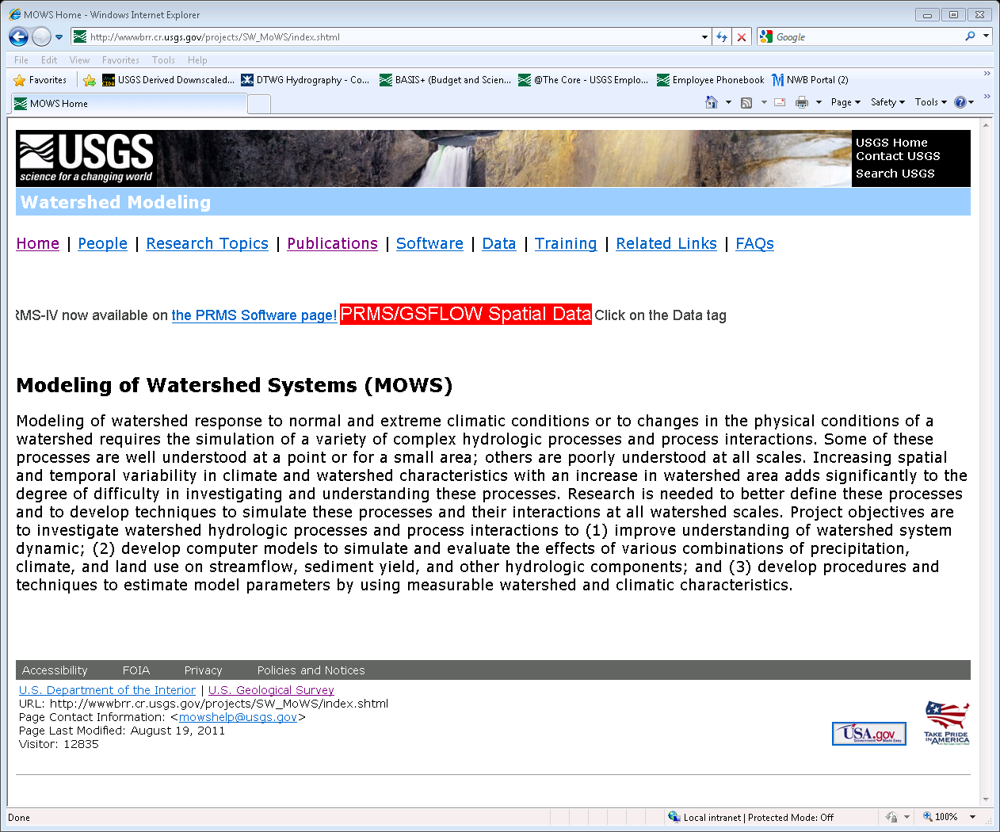 MOWS Home - Windows Internet Explorer
http://wwwbrr.cr.usgs.gov/projects/SW_MoWS/index.shtml
Google
File Edit View Favorites Tools Help
Favorites CIDA USGS Derived Downscaled... DTWG Hydrography - Co... BASIS+ (Budget and Scien... @The Core - USGS Emplo... Employee Phonebook NWB Portal (2)
MOWS Home
Page Safety Tools
USGS
science for a changing world
USGS Home
Contact USGS
Search USGS
Watershed Modeling
Home | People | Research Topics | Publications | Software | Data | Training | Related Links | FAQs
RMS-IV now available on the PRMS Software page! PRMS/GSFLOW Spatial Data Click on the Data tag
Modeling of Watershed Systems (MOWS)
Modeling of watershed response to normal and extreme climatic conditions or to changes in the physical conditions of a
watershed requires the simulation of a variety of complex hydrologic processes and process interactions. Some of these
processes are well understood at a point or for a small area; others are poorly understood at all scales. Increasing spatial
and temporal variability in climate and watershed characteristics with an increase in watershed area adds significantly to the
degree of difficulty in investigating and understanding these processes. Research is needed to better define these processes
and to develop techniques to simulate these processes and their interactions at all watershed scales. Project objectives are
to investigate watershed hydrologic processes and process interactions to (1) improve understanding of watershed system
dynamic; (2) develop computer models to simulate and evaluate the effects of various combinations of precipitation,
climate, and land use on streamflow, sediment yield, and other hydrologic components; and (3) develop procedures and
techniques to estimate model parameters by using measurable watershed and climatic characteristics.
Accessibility FOIA Privacy Policies and Notices
U.S. Department of the Interior | U.S. Geological Survey
URL: http://wwwbrr.cr.usgs.gov/projects/SW_MoWS/index.shtml
Page Contact Information: <mowshelp@usgs.gov>
Page Last Modified: August 19, 2011
Visitor: 12835
USA.gov
Government Made Easy
TAKE PRIDE
IN AMERICA
Done
Local intranet | Protected Mode: Off
100%